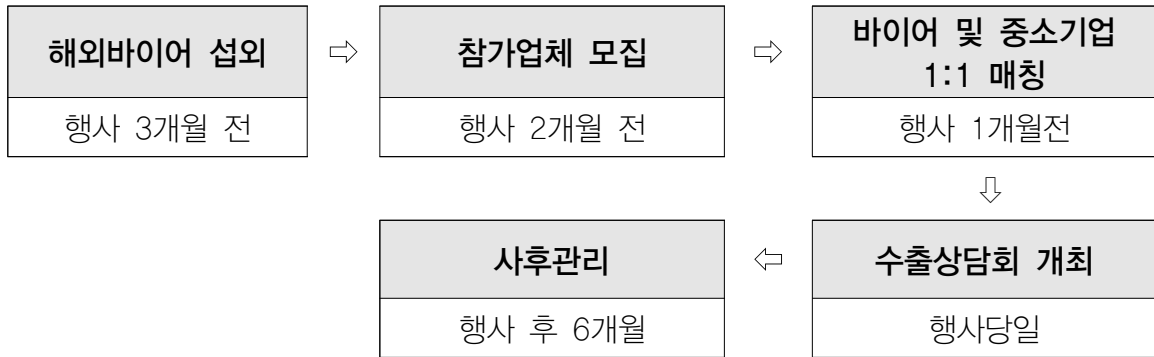 해외바이어 섭외
⇨
참가업체 모집
⇨
바이어 및 중소기업
1:1 매칭
행사 3개월 전
행사 2개월 전
행사 1개월전
⇩
수출상담회 개최
⇦
사후관리
행사당일
행사 후 6개월